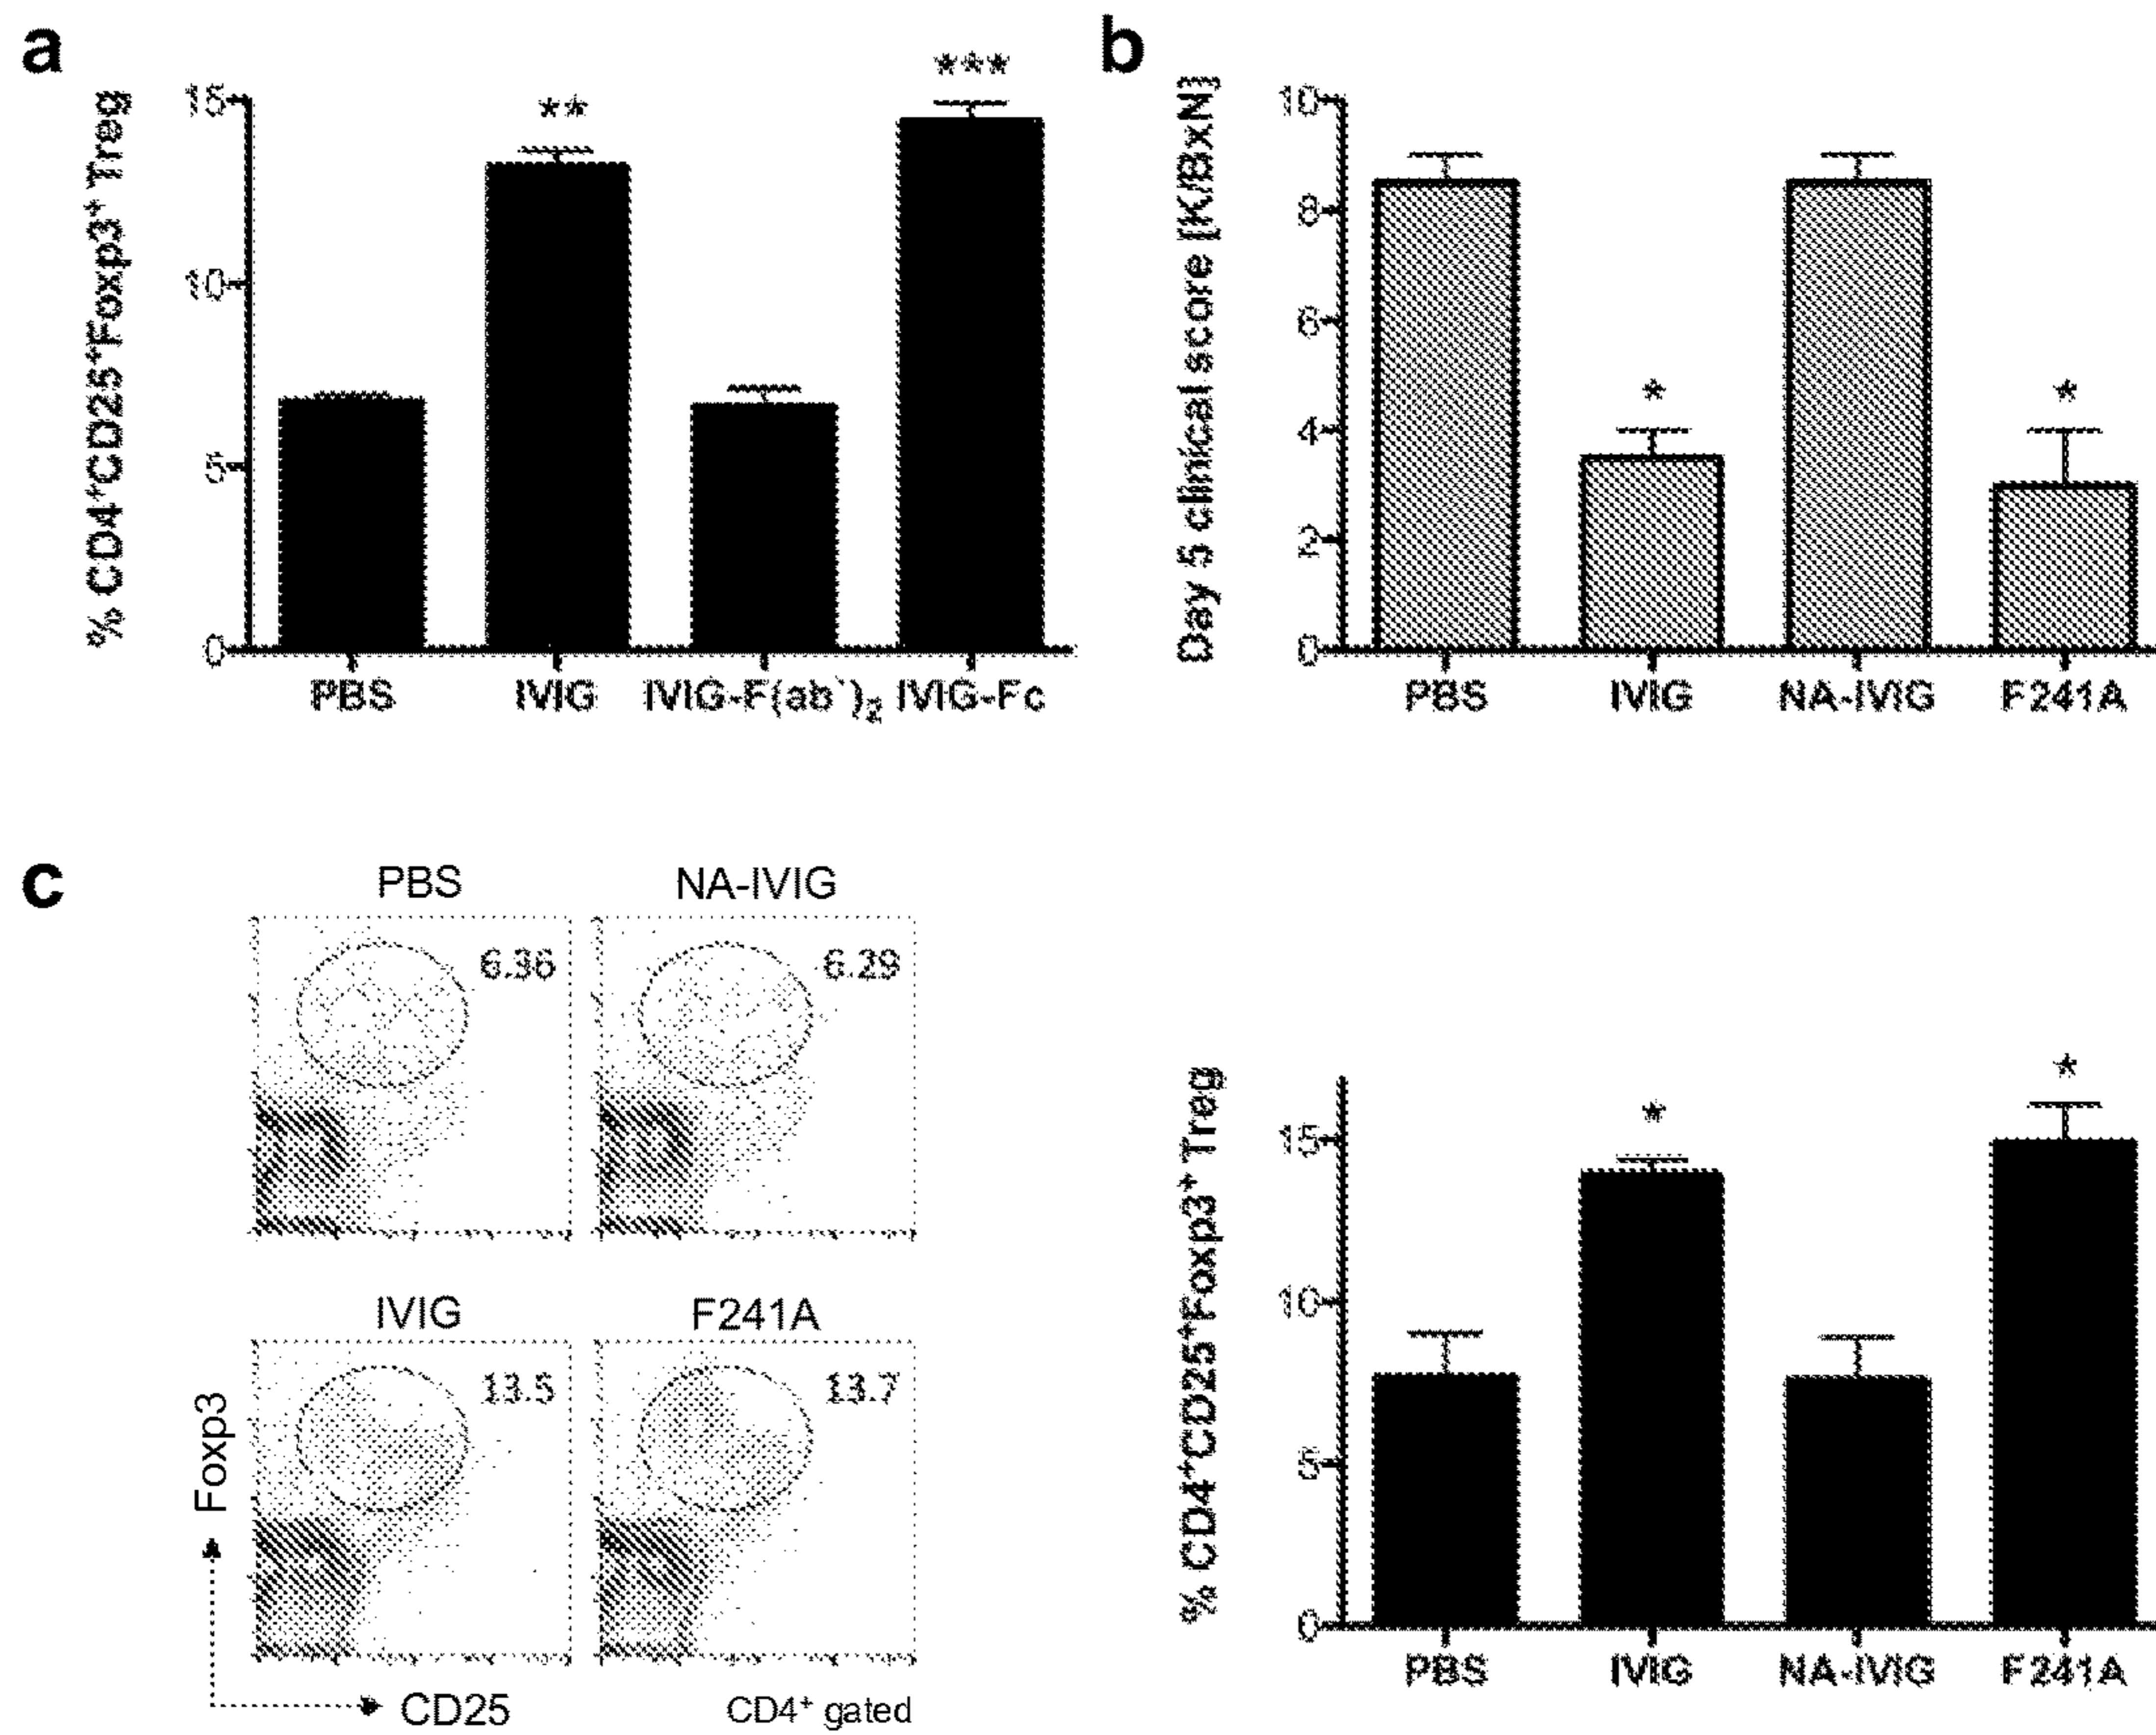 a
% CD4⁺CD25⁺Foxp3⁺ Treg
15
10
5
0
**
***
PBS IVIG IVIG-F(ab`)₂ IVIG-Fc
b
Day 5 clinical score [K/BxN]
10
8
6
4
2
0
*
*
PBS IVIG NA-IVIG F241A
c
PBS NA-IVIG
6.36 6.29
IVIG F241A
13.5 13.7
Foxp3
CD25
CD4⁺ gated
% CD4⁺CD25⁺Foxp3⁺ Treg
15
10
5
0
*
*
PBS IVIG NA-IVIG F241A